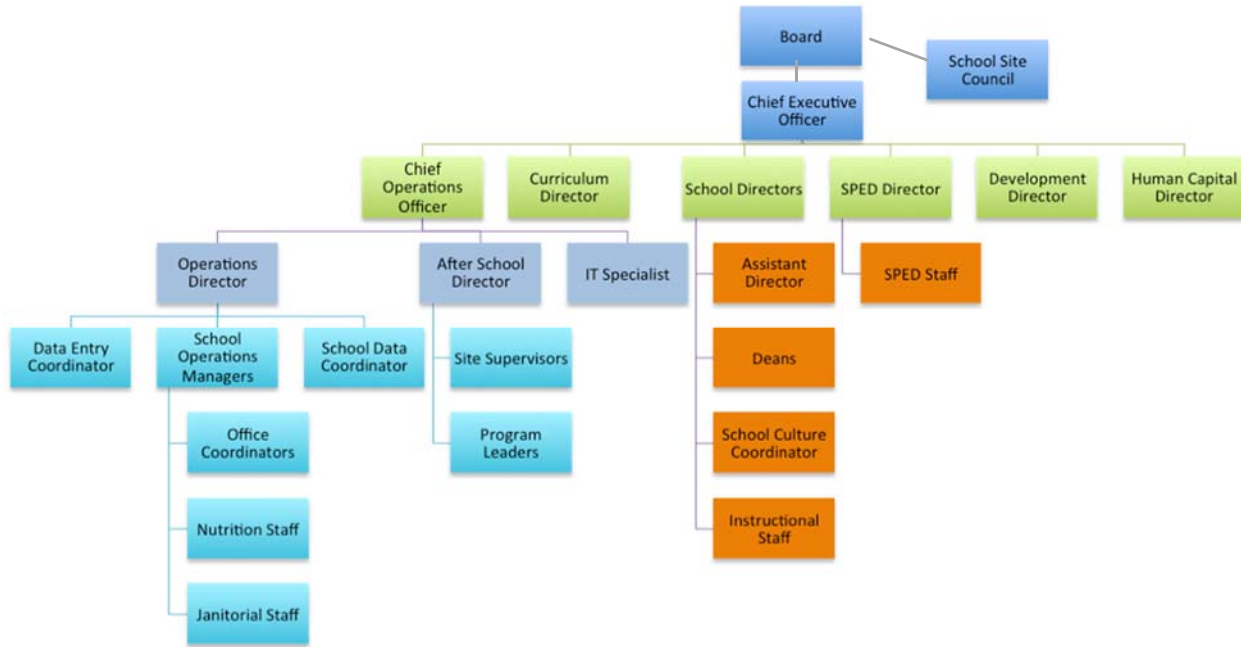 Board
School Site
Council
Chief Executive
Officer
Chief
Operations
Officer
Curriculum
Director
School Directors
SPED Director
Development
Director
Human Capital
Director
Operations
Director
After School
Director
IT Specialist
Assistant
Director
SPED Staff
Data Entry
Coordinator
School
Operations
Managers
School Data
Coordinator
Site Supervisors
Deans
Office
Coordinators
Program
Leaders
School Culture
Coordinator
Nutrition Staff
Instructional
Staff
Janitorial Staff